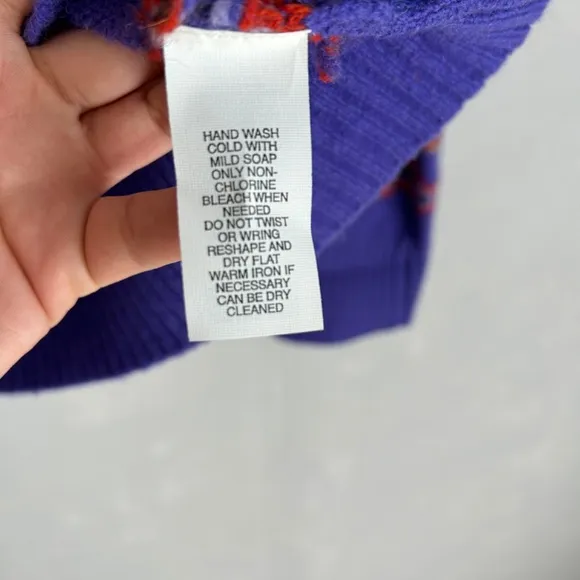 HAND WASH
COLD WITH
MILD SOAP
ONLY NON-
CHLORINE
BLEACH WHEN
NEEDED
DO NOT TWIST
OR WRING
RESHAPE AND
DRY FLAT
WARM IRON IF
NECESSARY
CAN BE DRY
CLEANED